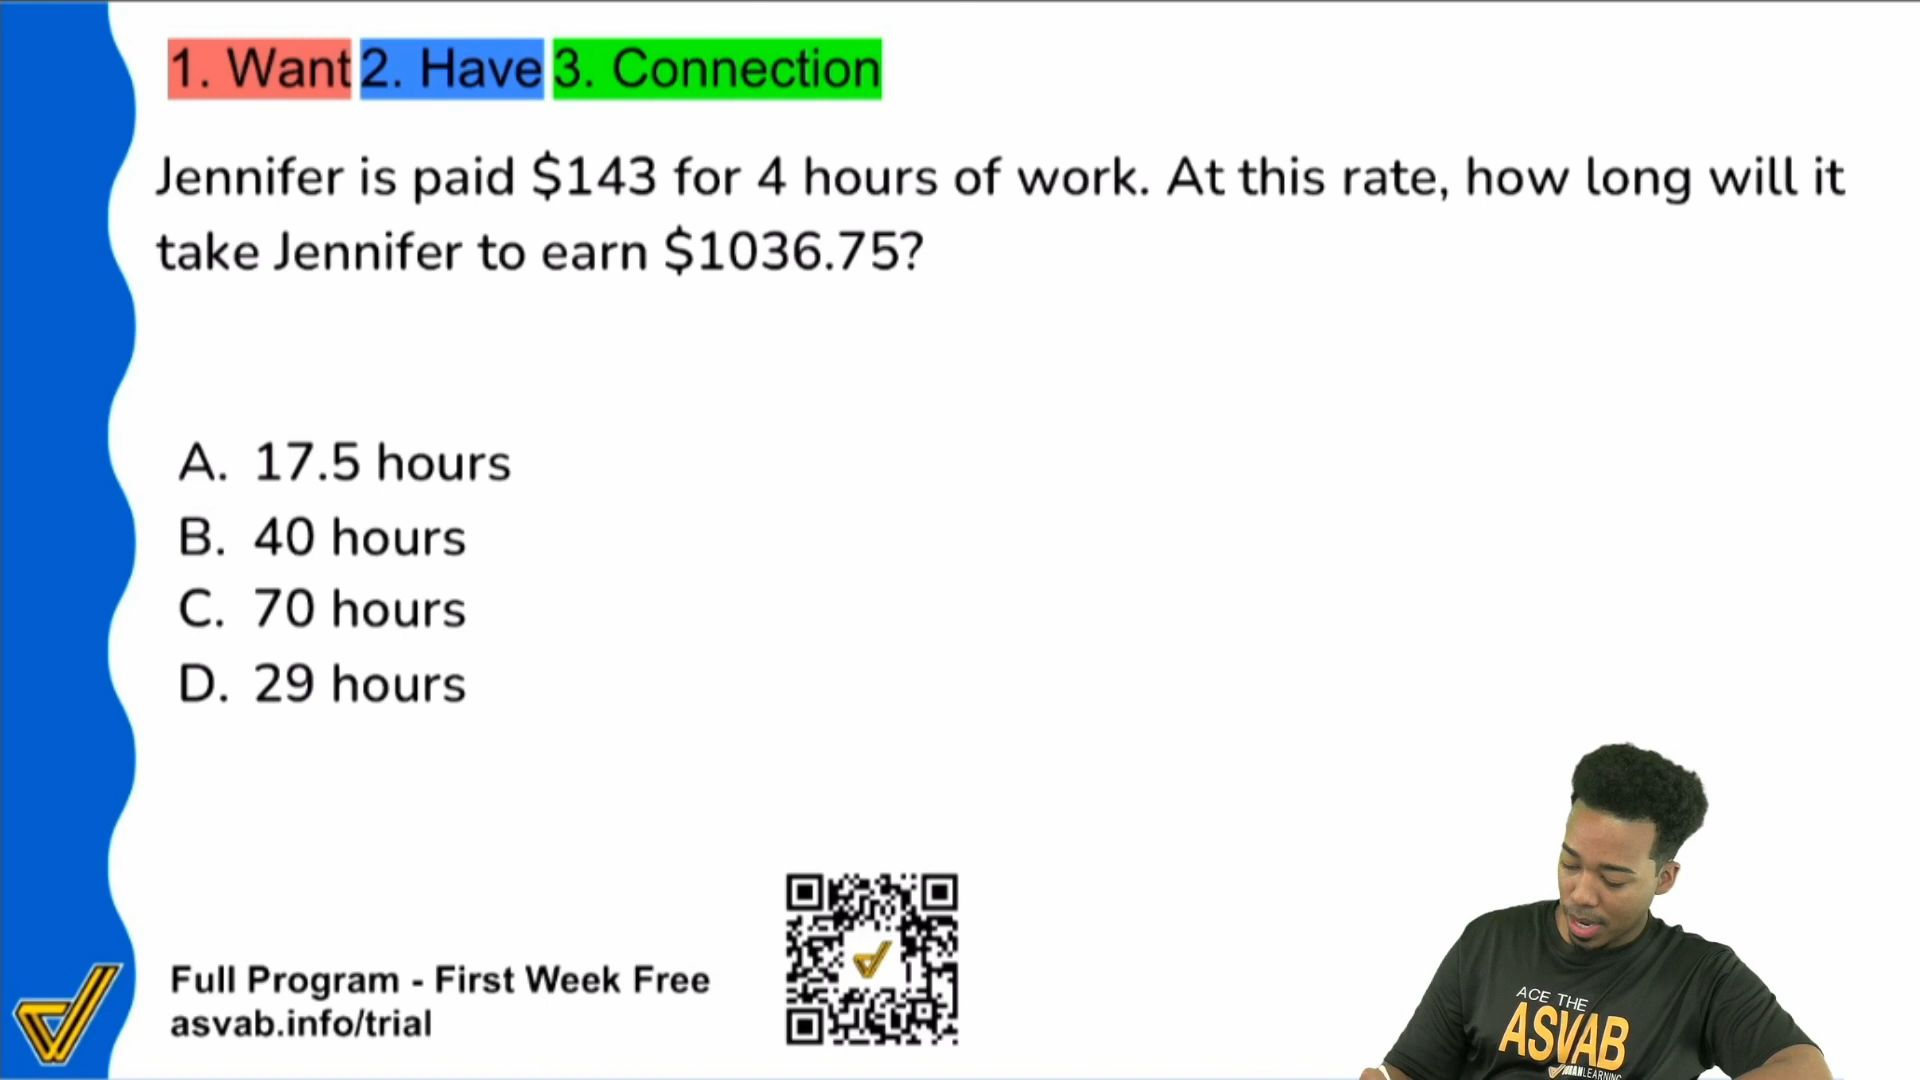 1. Want 2. Have 3. Connection
Jennifer is paid $143 for 4 hours of work. At this rate, how long will it
take Jennifer to earn $1036.75?
A. 17.5 hours
B. 40 hours
C. 70 hours
D. 29 hours
Full Program - First Week Free
asvab.info/trial
ACE THE
ASVAB
LEARNING